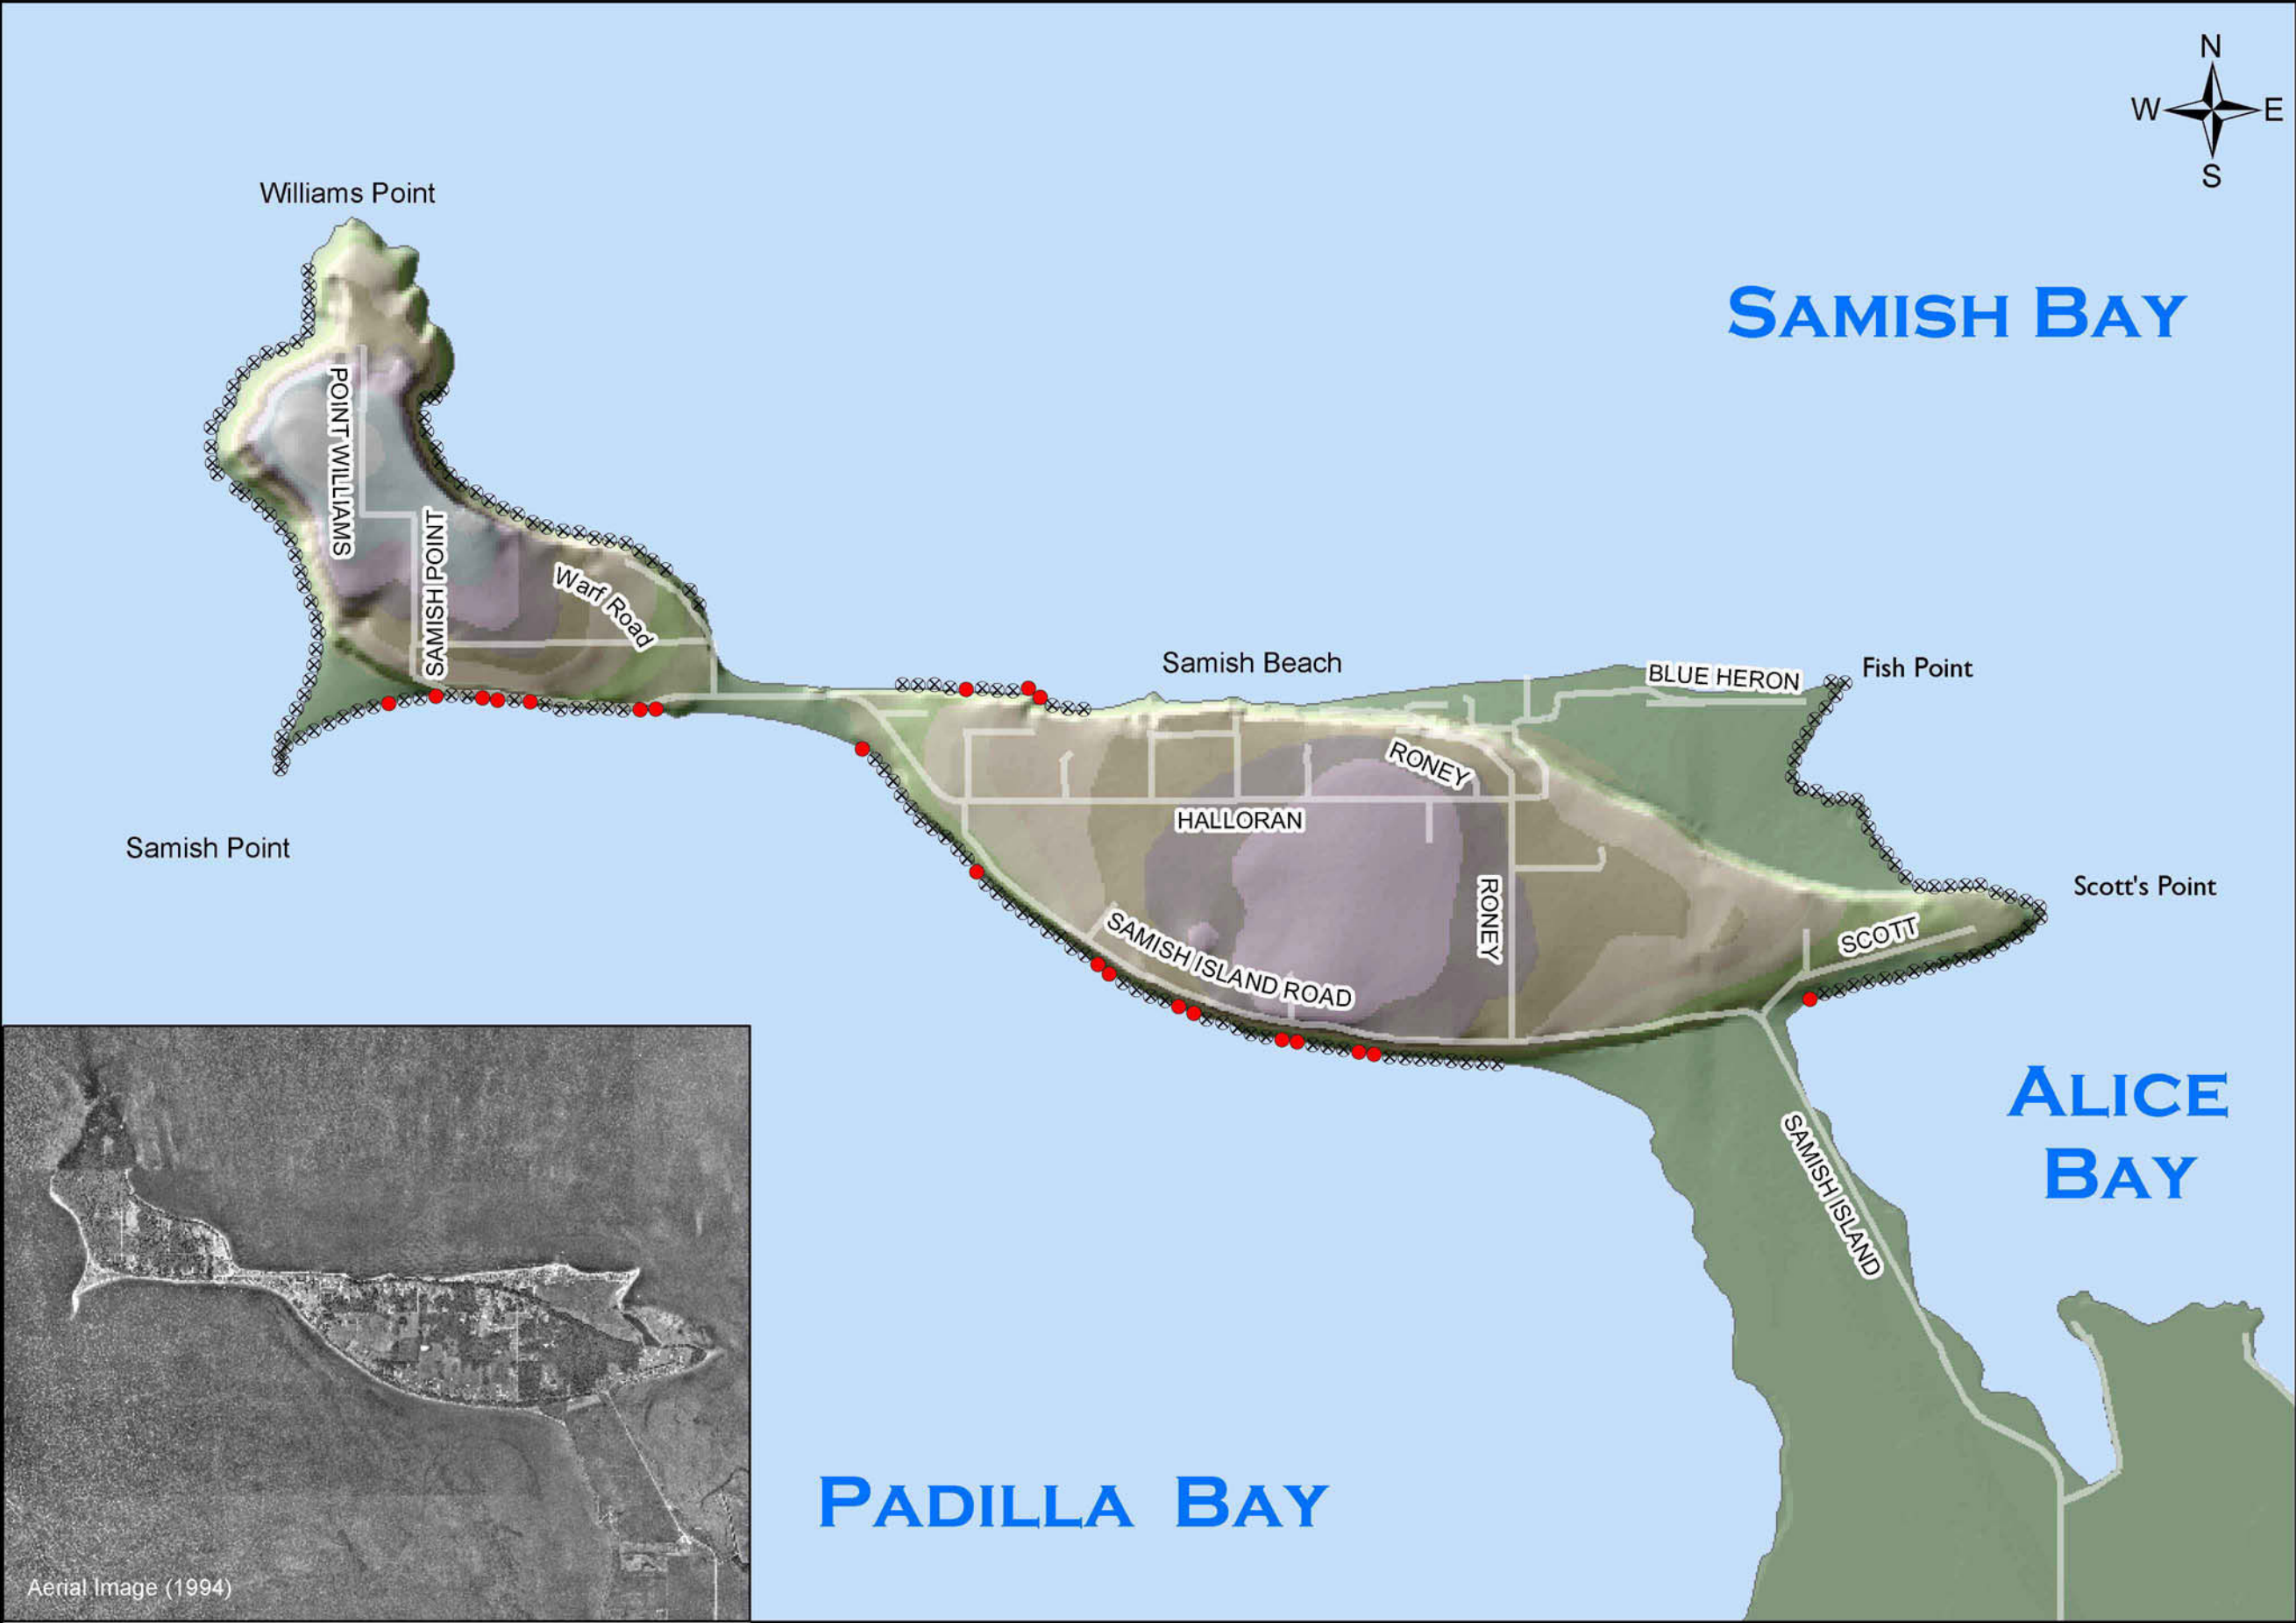 N
W E
S
Williams Point
SAMISH BAY
POINT WILLIAMS
SAMISH POINT
Warf Road
Samish Beach
BLUE HERON
Fish Point
RONEY
HALLORAN
Samish Point
RONEY
Scott's Point
SCOTT
SAMISH ISLAND ROAD
ALICE
BAY
SAMISH ISLAND
PADILLA BAY
Aerial Image (1994)